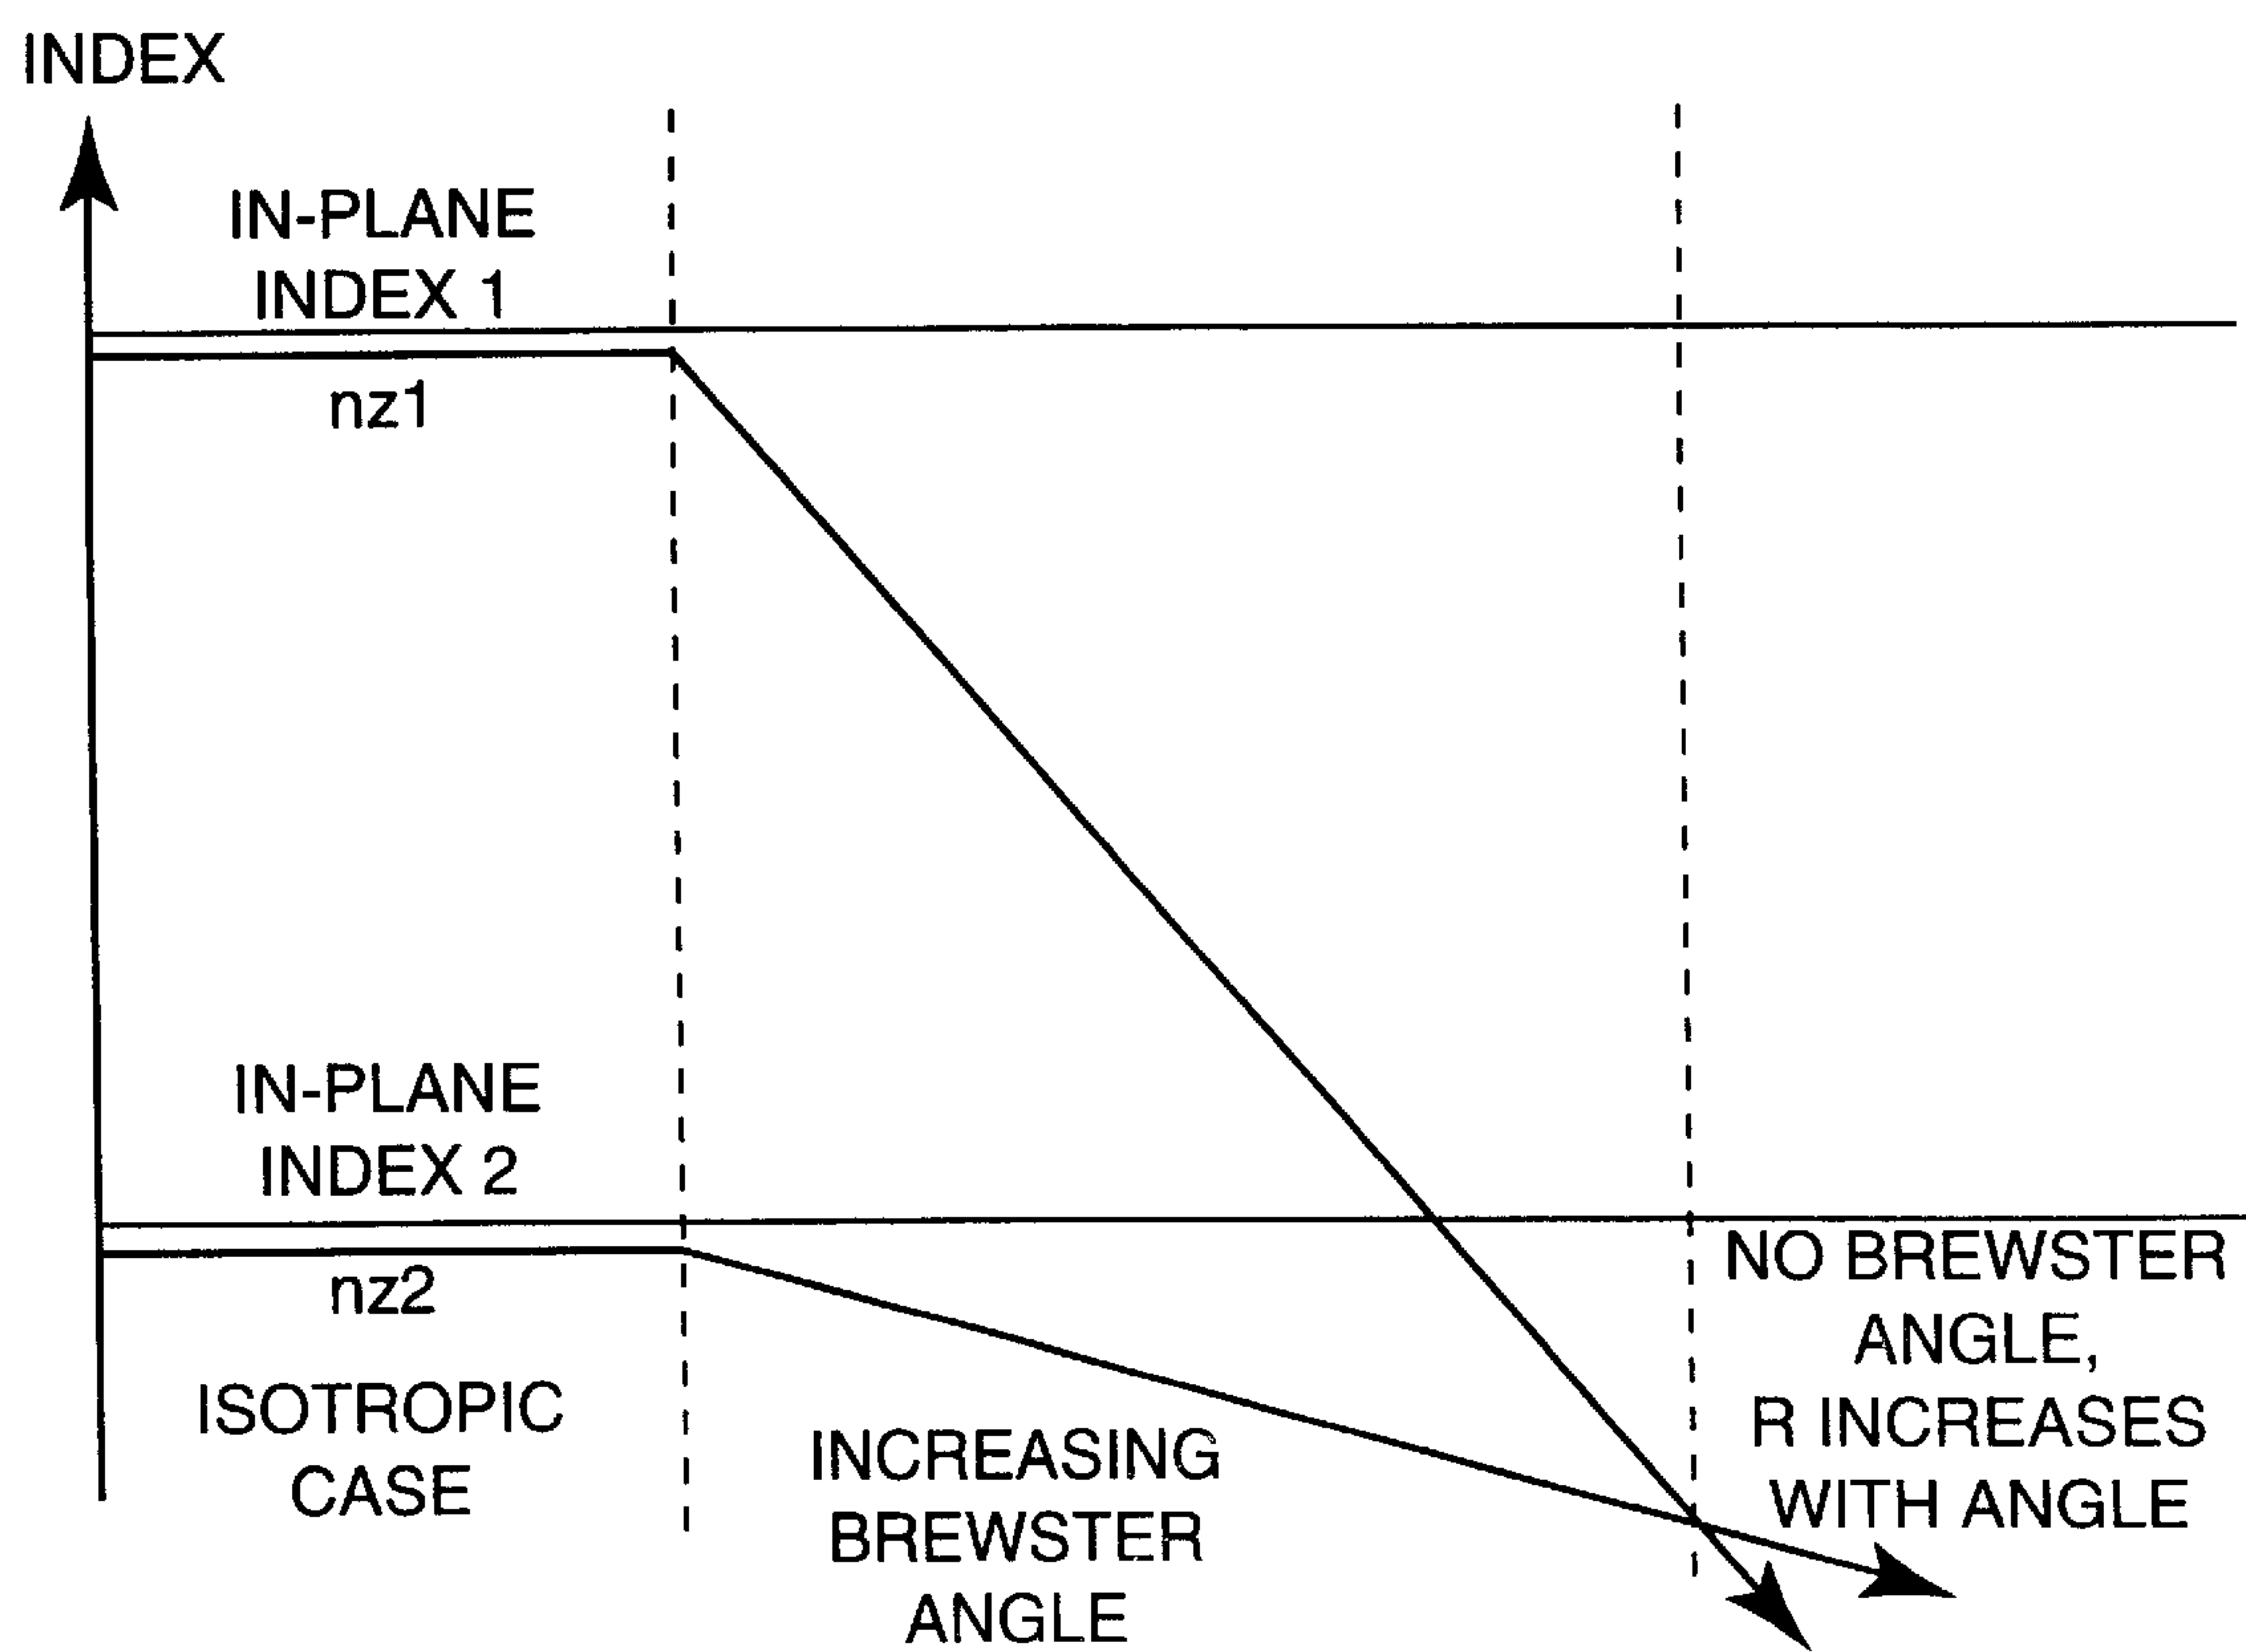 INDEX
IN-PLANE
INDEX 1
nz1
IN-PLANE
INDEX 2
nz2
ISOTROPIC
CASE
INCREASING
BREWSTER
ANGLE
NO BREWSTER
ANGLE,
R INCREASES
WITH ANGLE